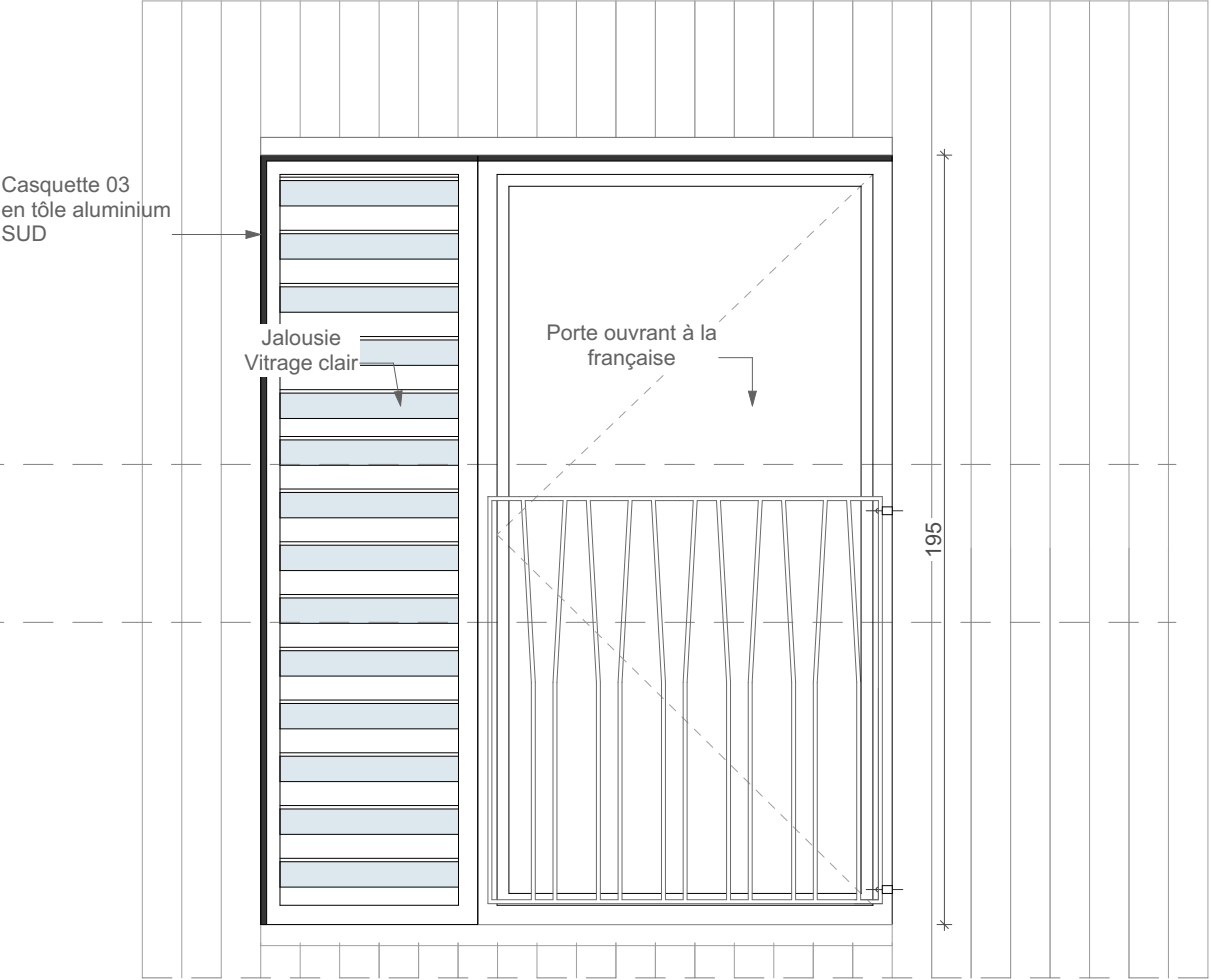 Casquette 03
en tôle aluminium
SUD
Jalousie
Vitrage clair
Porte ouvrant à la
française
195